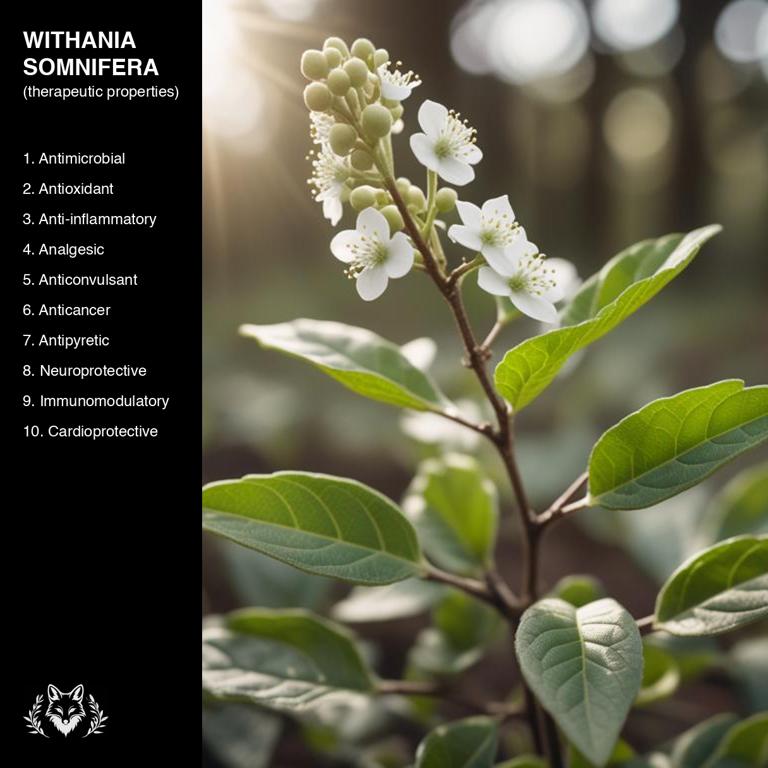 WITHANIA
SOMNIFERA
(therapeutic properties)
1. Antimicrobial
2. Antioxidant
3. Anti-inflammatory
4. Analgesic
5. Anticonvulsant
6. Anticancer
7. Antipyretic
8. Neuroprotective
9. Immunomodulatory
10. Cardioprotective